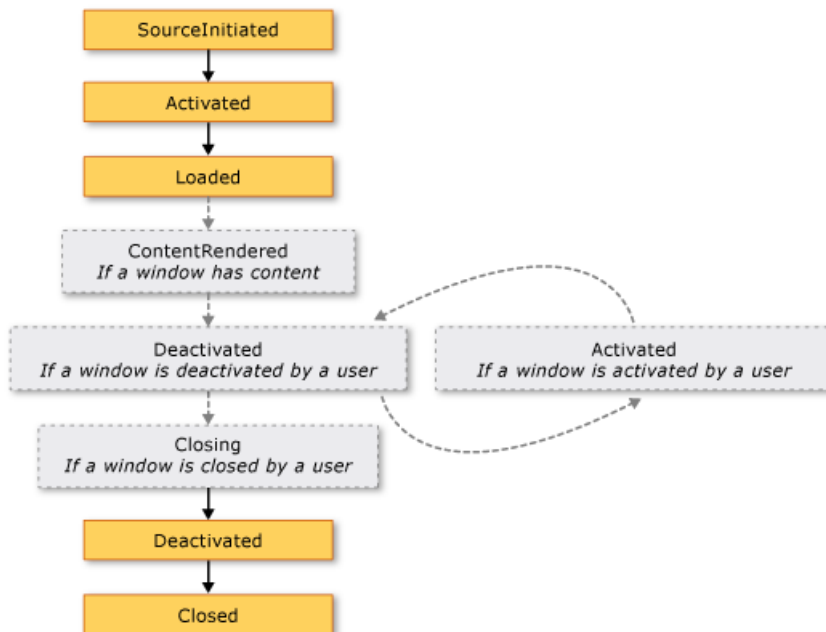 SourceInitiated
Activated
Loaded
ContentRendered
If a window has content
Deactivated
If a window is deactivated by a user
Activated
If a window is activated by a user
Closing
If a window is closed by a user
Deactivated
Closed